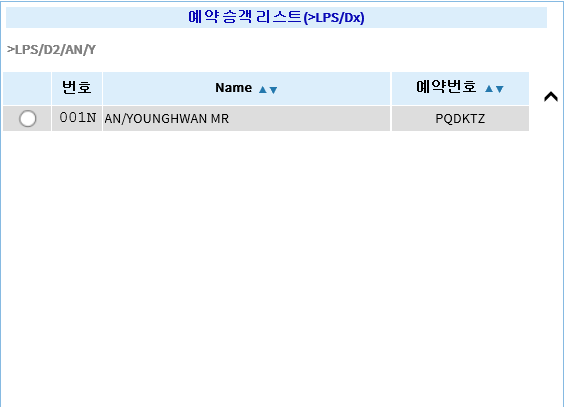 예약 승객 리스트(>LPS/Dx)
>LPS/D2/AN/Y
번호 Name ▲▼ 예약번호 ▲▼
001N AN/YOUNGHWAN MR PQDKTZ